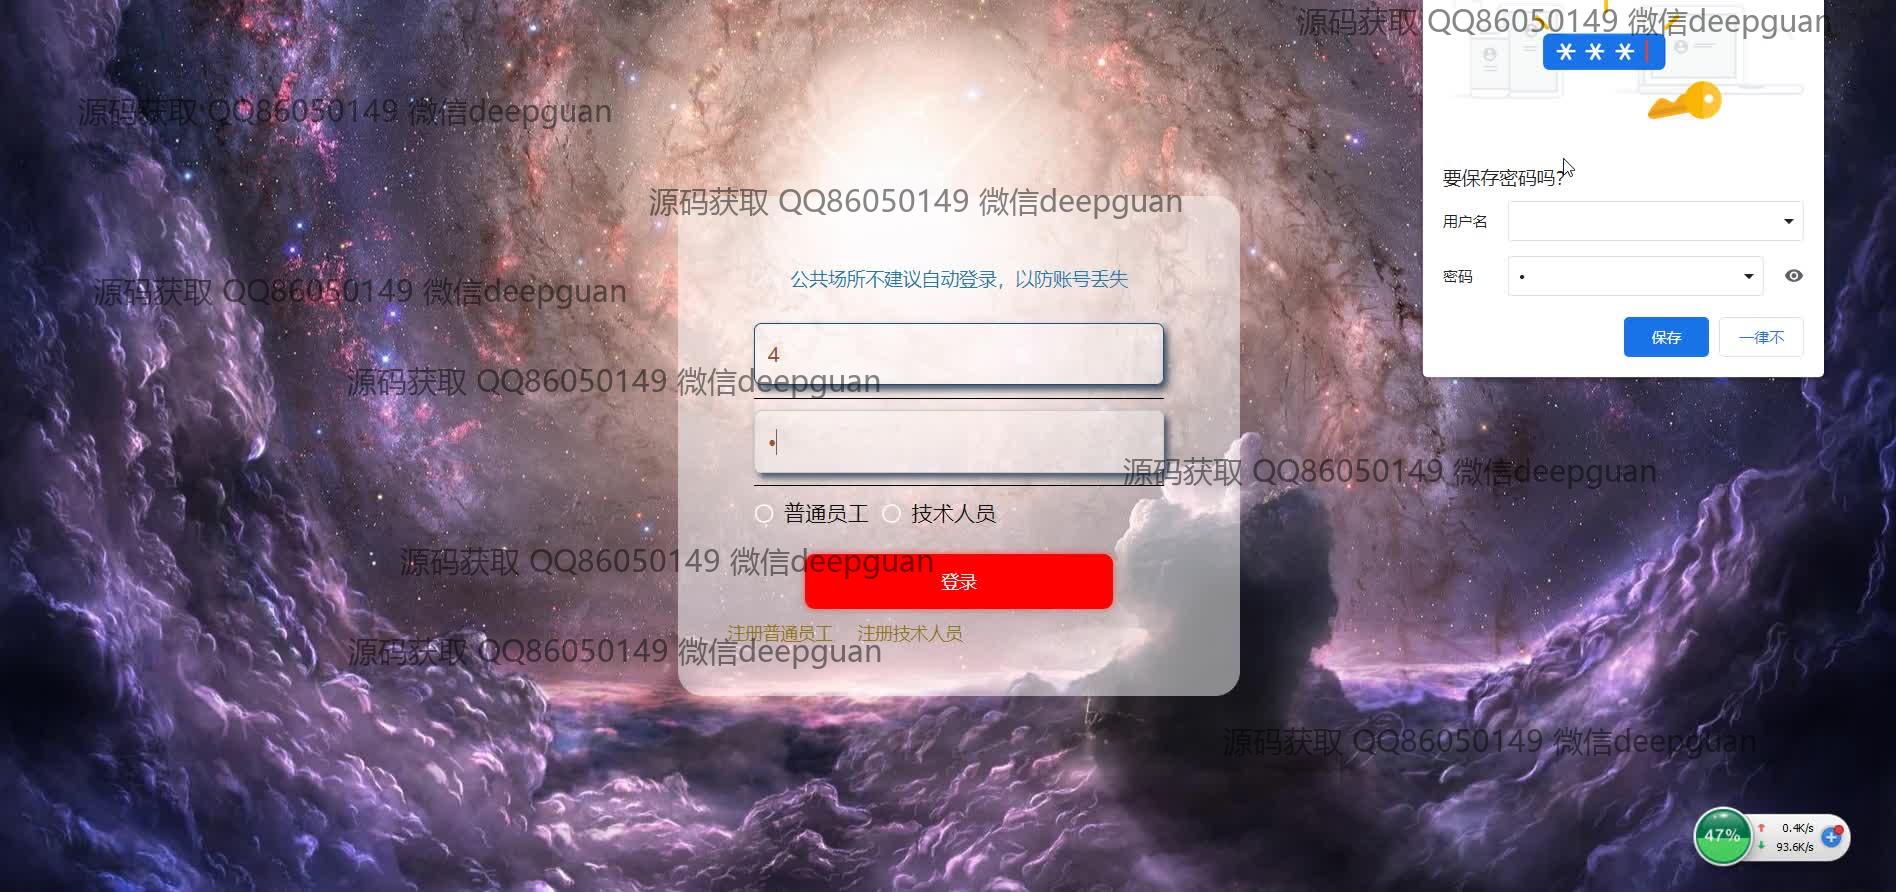 源码获取 QQ86050149 微信deepguan
***
源码获取 QQ86050149 微信deepguan
要保存密码吗?
源码获取 QQ86050149 微信deepguan
用户名
公共场所不建议自动登录，以防账号丢失
密码 •
源码获取 QQ86050149 微信deepguan
保存 一律不
4
源码获取 QQ86050149 微信deepguan
•
源码获取 QQ86050149 微信deepguan
普通员工 技术人员
源码获取 QQ86050149 微信deepguan
登录
注册普通员工 注册技术人员
源码获取 QQ86050149 微信deepguan
源码获取 QQ86050149 微信deepguan
47% 0.4K/s
93.6K/s